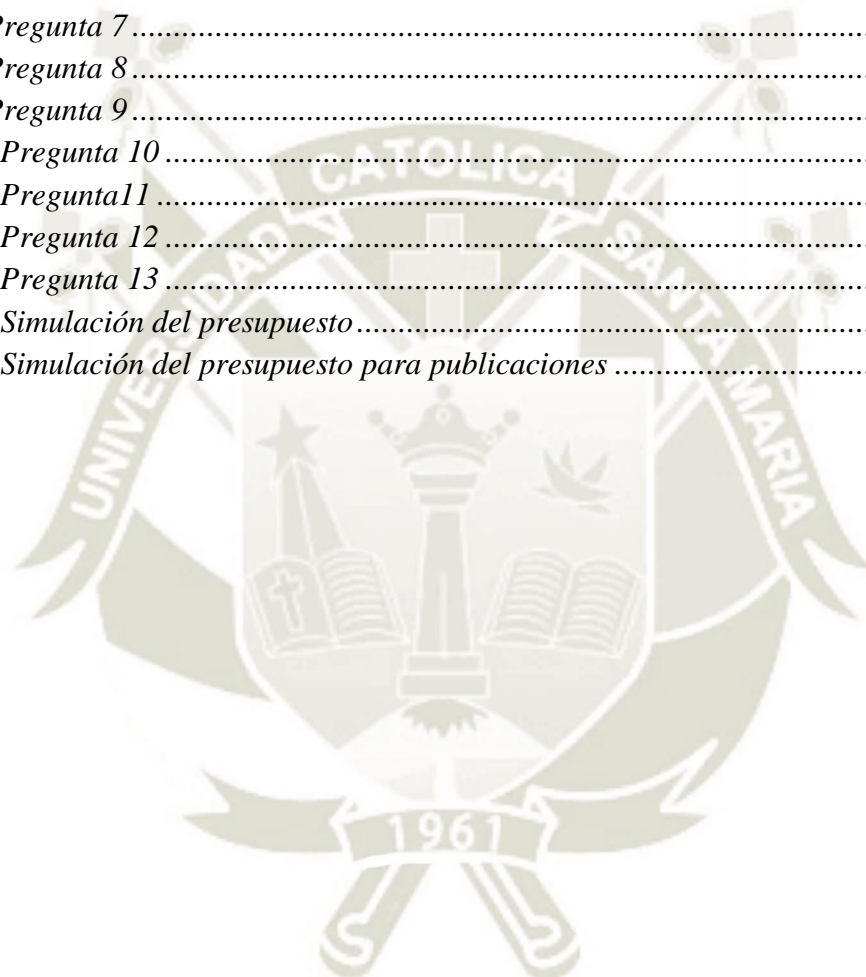 Pregunta 7 ........................................................................
Pregunta 8 ........................................................................
Pregunta 9 ........................................................................
Pregunta 10 ........................................................................
Pregunta11 ........................................................................
Pregunta 12 ........................................................................
Pregunta 13 ........................................................................
Simulación del presupuesto ........................................................................
Simulación del presupuesto para publicaciones ........................................................................
UNIVERSIDAD CATOLICA SANTA MARIA
1961